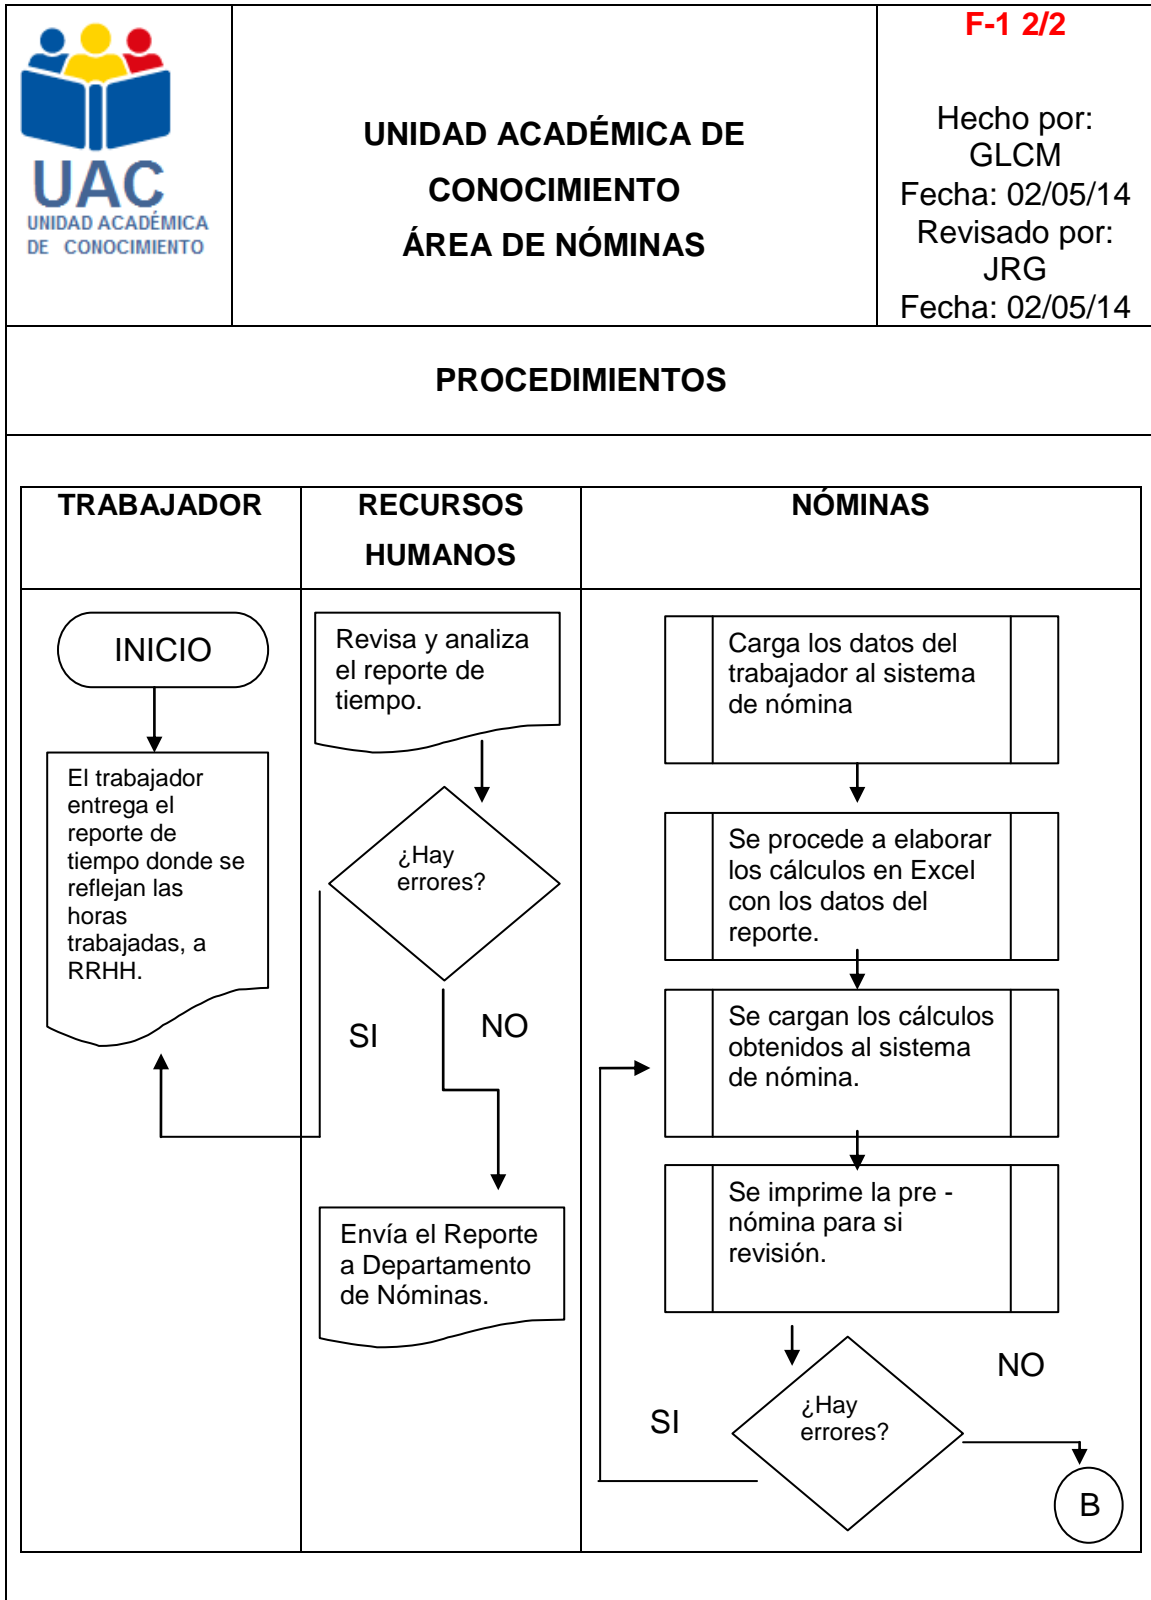 UAC
UNIDAD ACADÉMICA
DE CONOCIMIENTO
UNIDAD ACADÉMICA DE
CONOCIMIENTO
ÁREA DE NÓMINAS
F-1 2/2
Hecho por:
GLCM
Fecha: 02/05/14
Revisado por:
JRG
Fecha: 02/05/14
PROCEDIMIENTOS
TRABAJADOR
RECURSOS
HUMANOS
NÓMINAS
INICIO
El trabajador
entrega el
reporte de
tiempo donde se
reflejan las
horas
trabajadas, a
RRHH.
Revisa y analiza
el reporte de
tiempo.
¿Hay
errores?
SI
NO
Envía el Reporte
a Departamento
de Nóminas.
Carga los datos del
trabajador al sistema
de nómina
Se procede a elaborar
los cálculos en Excel
con los datos del
reporte.
Se cargan los cálculos
obtenidos al sistema
de nómina.
Se imprime la pre -
nómina para si
revisión.
¿Hay
errores?
SI
NO
B